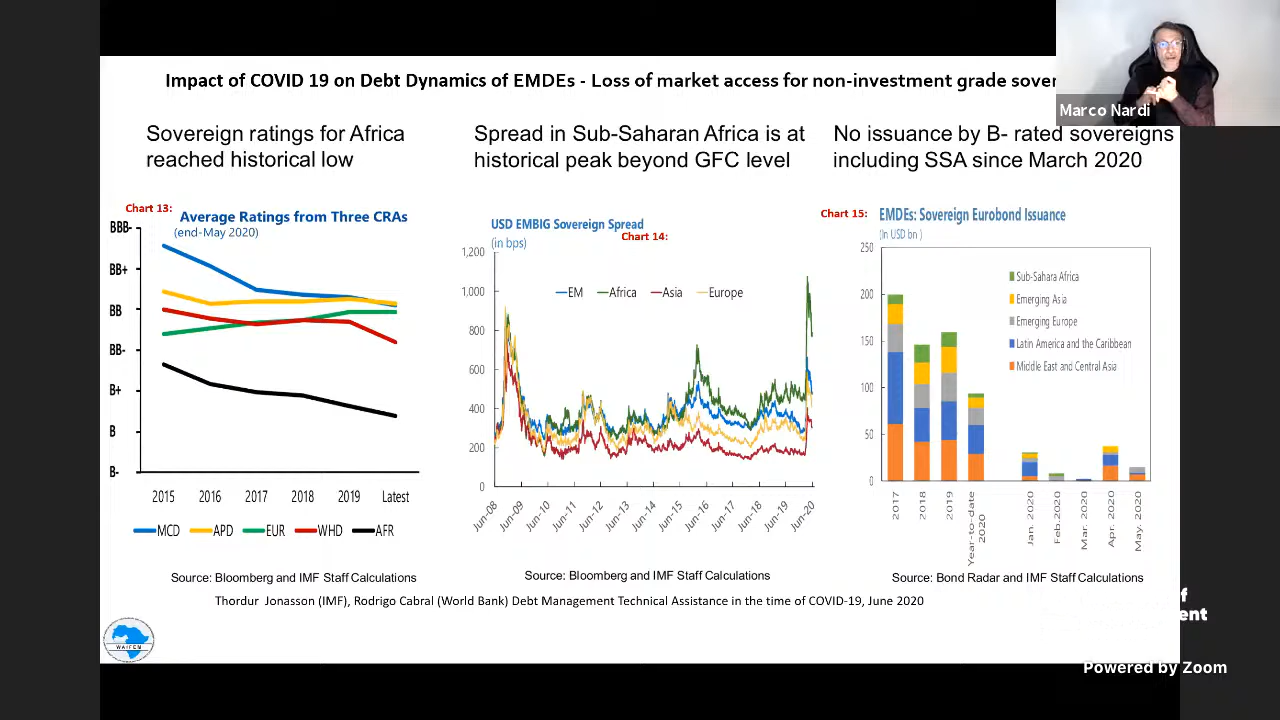 Impact of COVID 19 on Debt Dynamics of EMDEs - Loss of market access for non-investment grade
Marco Nardi
Sovereign ratings for Africa
reached historical low
Spread in Sub-Saharan Africa is at
historical peak beyond GFC level
No issuance by B- rated sovereigns
including SSA since March 2020
Chart 13:
Average Ratings from Three CRAs
(end-May 2020)
BBB-
BB+
BB
BB-
B+
B
B-
2015 2016 2017 2018 2019 Latest
MCD APD EUR WHD AFR
Source: Bloomberg and IMF Staff Calculations
USD EMBIG Sovereign Spread
Chart 14:
(in bps)
1,200
1,000
800
600
400
200
0
EM Africa Asia Europe
Jun-08 Jun-09 Jun-10 Jun-11 Jun-12 Jun-13 Jun-14 Jun-15 Jun-16 Jun-17 Jun-18 Jun-19 Jun-20
Source: Bloomberg and IMF Staff Calculations
Chart 15:
EMDEs: Sovereign Eurobond Issuance
(In USD bn )
250
200
150
100
50
0
Sub-Sahara Africa
Emerging Asia
Emerging Europe
Latin America and the Caribbean
Middle East and Central Asia
2017 2018 2019 Year-to-date 2020 Jan. 2020 Feb.2020 Mar. 2020 Apr. 2020 May. 2020
Source: Bond Radar and IMF Staff Calculations
Thordur Jonasson (IMF), Rodrigo Cabral (World Bank) Debt Management Technical Assistance in the time of COVID-19, June 2020
WAIFEM
Powered by Zoom